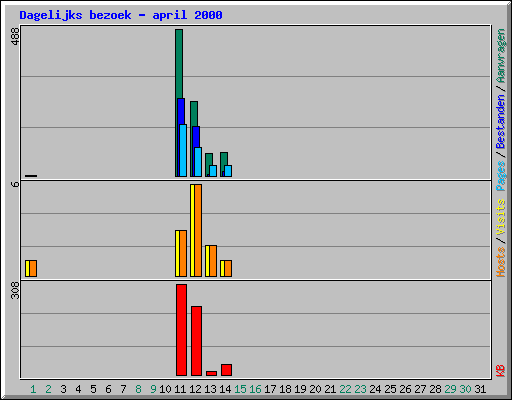 Dagelijks bezoek - april 2000
488
6
308
Hosts / Visits Pages / Bestanden / Aanvragen
KB
1 2 3 4 5 6 7 8 9 10 11 12 13 14 15 16 17 18 19 20 21 22 23 24 25 26 27 28 29 30 31